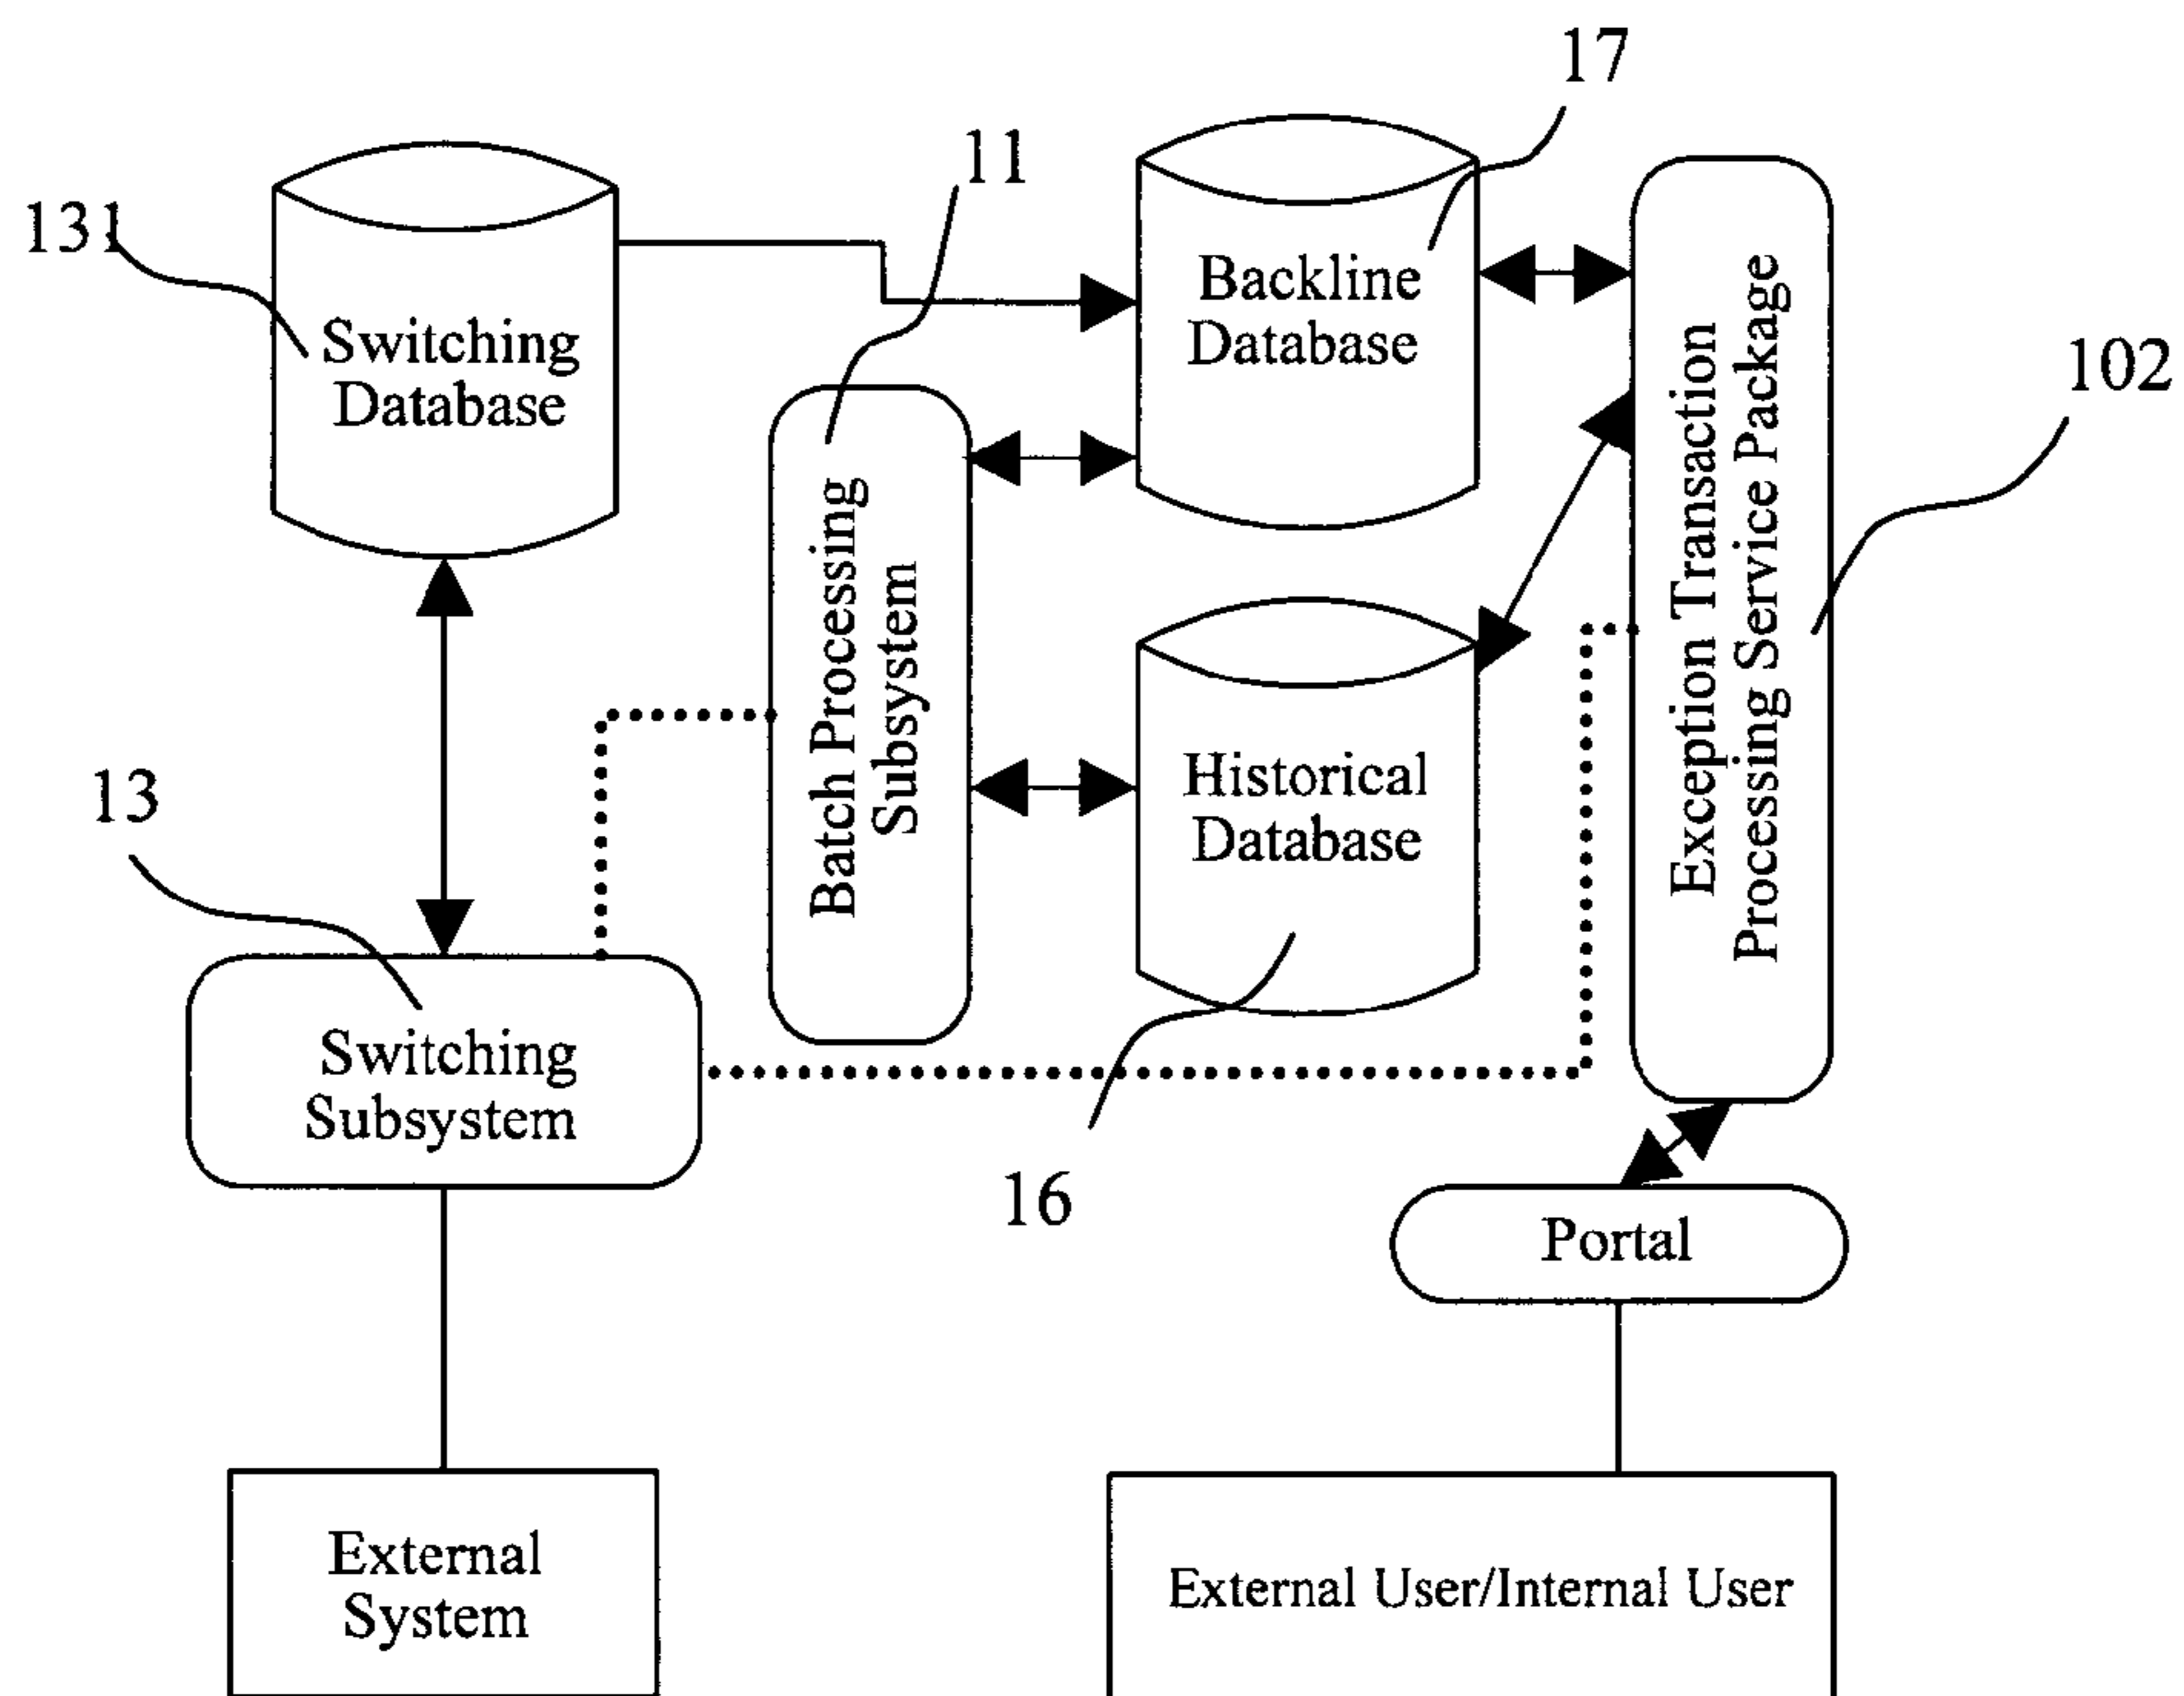 17
11
131
Backline
Database
Switching
Database
102
Exception Transaction
Processing Service Package
Batch Processing
Subsystem
Historical
Database
13
Switching
Subsystem
16
Portal
External
System
External User/Internal User